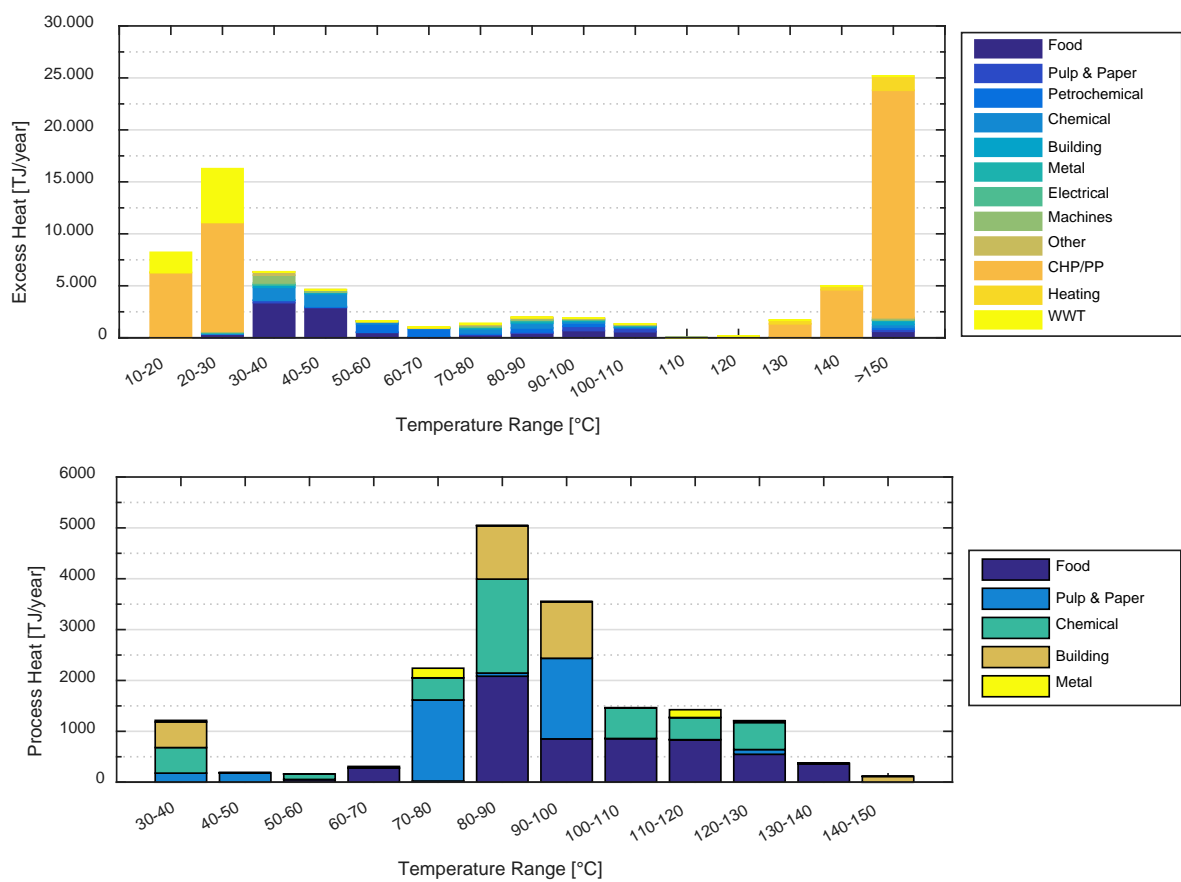 30.000
25.000
20.000
15.000
10.000
5.000
0
Excess Heat [TJ/year]
10-20
20-30
30-40
40-50
50-60
60-70
70-80
80-90
90-100
100-110
110
120
130
140
>150
Temperature Range [°C]
Food
Pulp & Paper
Petrochemical
Chemical
Building
Metal
Electrical
Machines
Other
CHP/PP
Heating
WWT
6000
5000
4000
3000
2000
1000
0
Process Heat [TJ/year]
30-40
40-50
50-60
60-70
70-80
80-90
90-100
100-110
110-120
120-130
130-140
140-150
Temperature Range [°C]
Food
Pulp & Paper
Chemical
Building
Metal